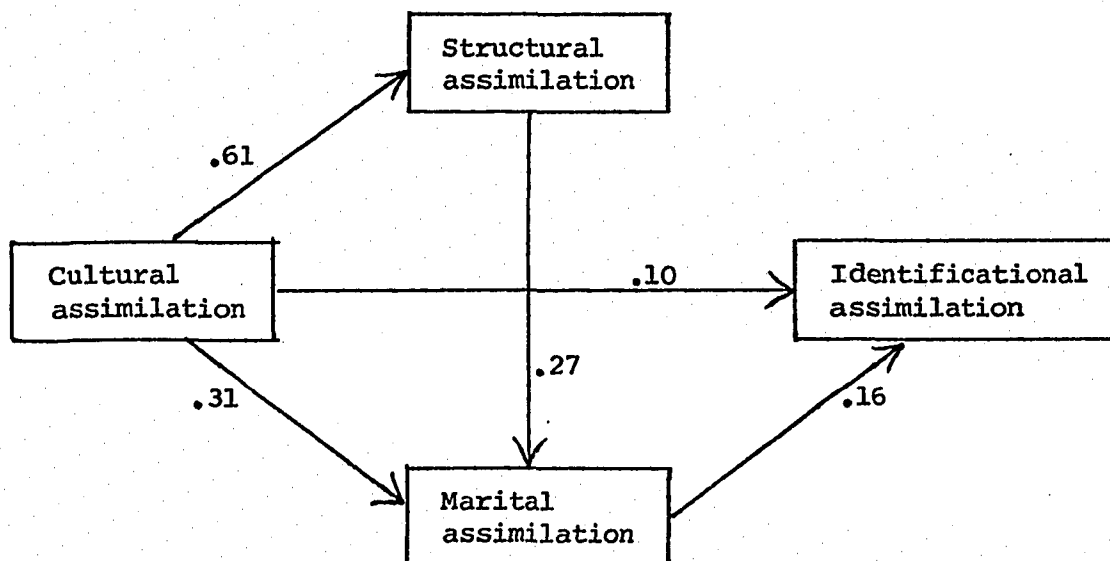 Structural
assimilation
.61
Cultural
assimilation
.10
Identificational
assimilation
.31
.27
.16
Marital
assimilation